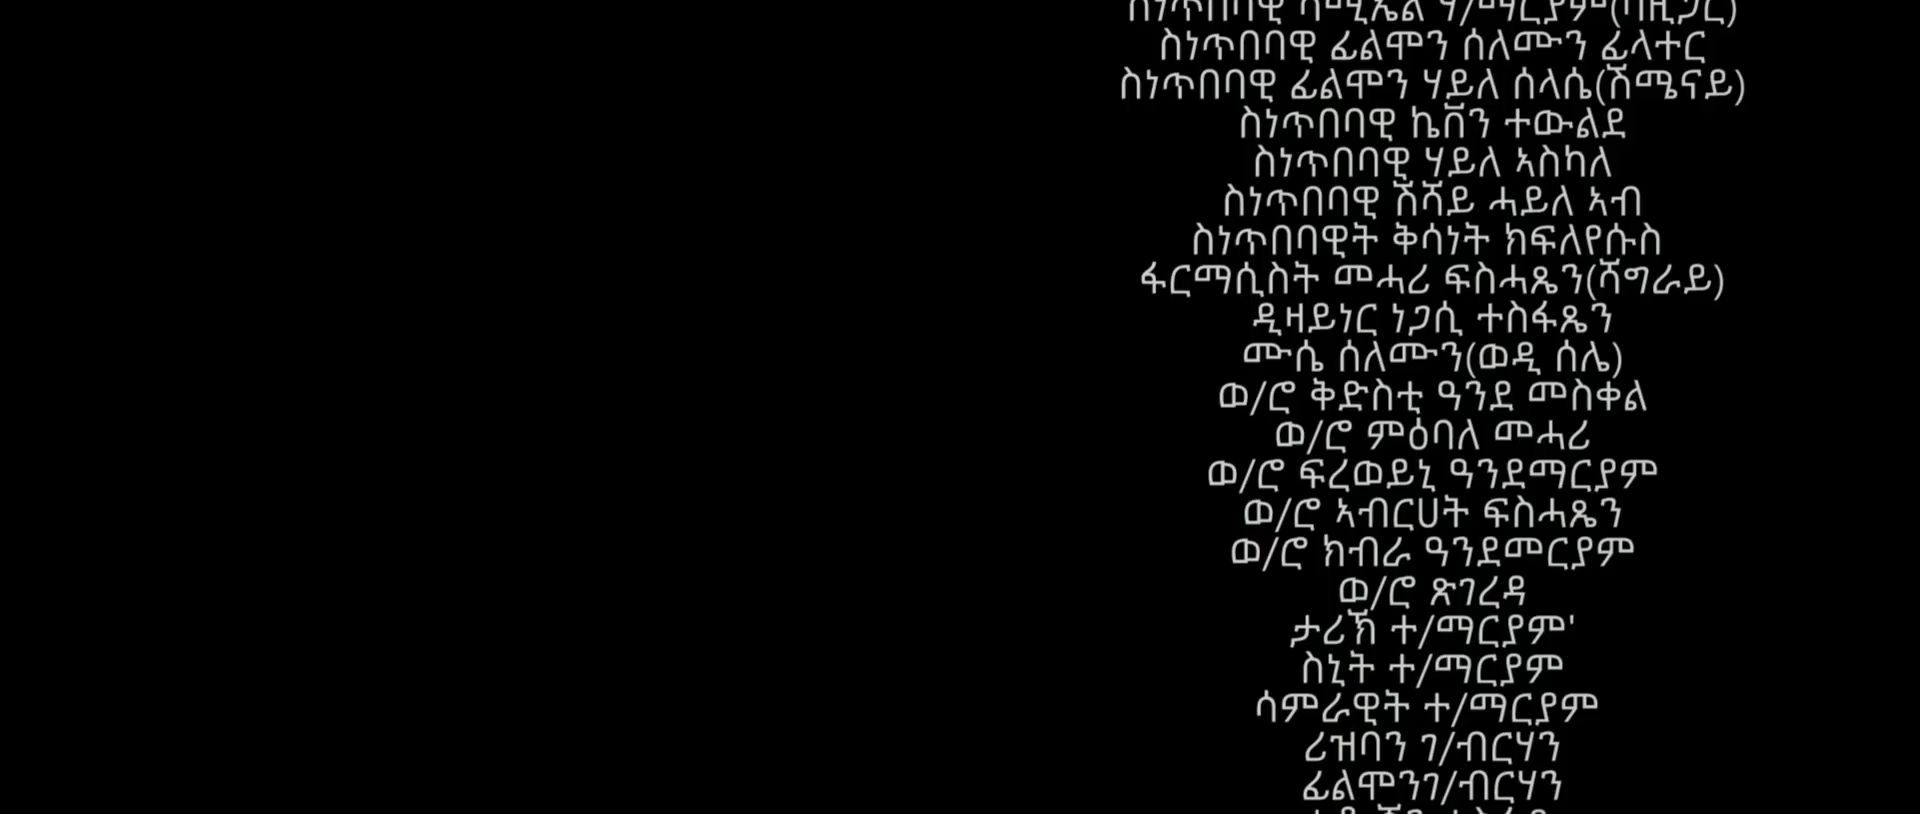 ስነጥበባዊ ፊልሞን ሰለሙን ፊላተር
ስነጥበባዊ ፊልሞን ሃይለ ሰላሴ(ሽሜናይ)
ስነጥበባዊ ኬቨን ተውልደ
ስነጥበባዊ ሃይለ ኣስካለ
ስነጥበባዊ ሽሻይ ሓይለ ኣብ
ስነጥበባዊት ቅሳነት ክፍለየሱስ
ፋርማሲስት መሓሪ ፍስሓጼን(ሻግራይ)
ዲዛይነር ነጋሲ ተስፋጼን
ሙሴ ሰለሙን(ወዲ ሰሌ)
ወ/ሮ ቅድስቲ ዓንደ መስቀል
ወ/ሮ ምዕባለ መሓሪ
ወ/ሮ ፍረወይኒ ዓንደማርያም
ወ/ሮ ኣብርሀት ፍስሓጼን
ወ/ሮ ክብራ ዓንደመርያም
ወ/ሮ ጽገረዳ
ታሪኽ ተ/ማርያም'
ስኒት ተ/ማርያም
ሳምራዊት ተ/ማርያም
ሪዝባን ገ/ብርሃን
ፊልሞንገ/ብርሃን